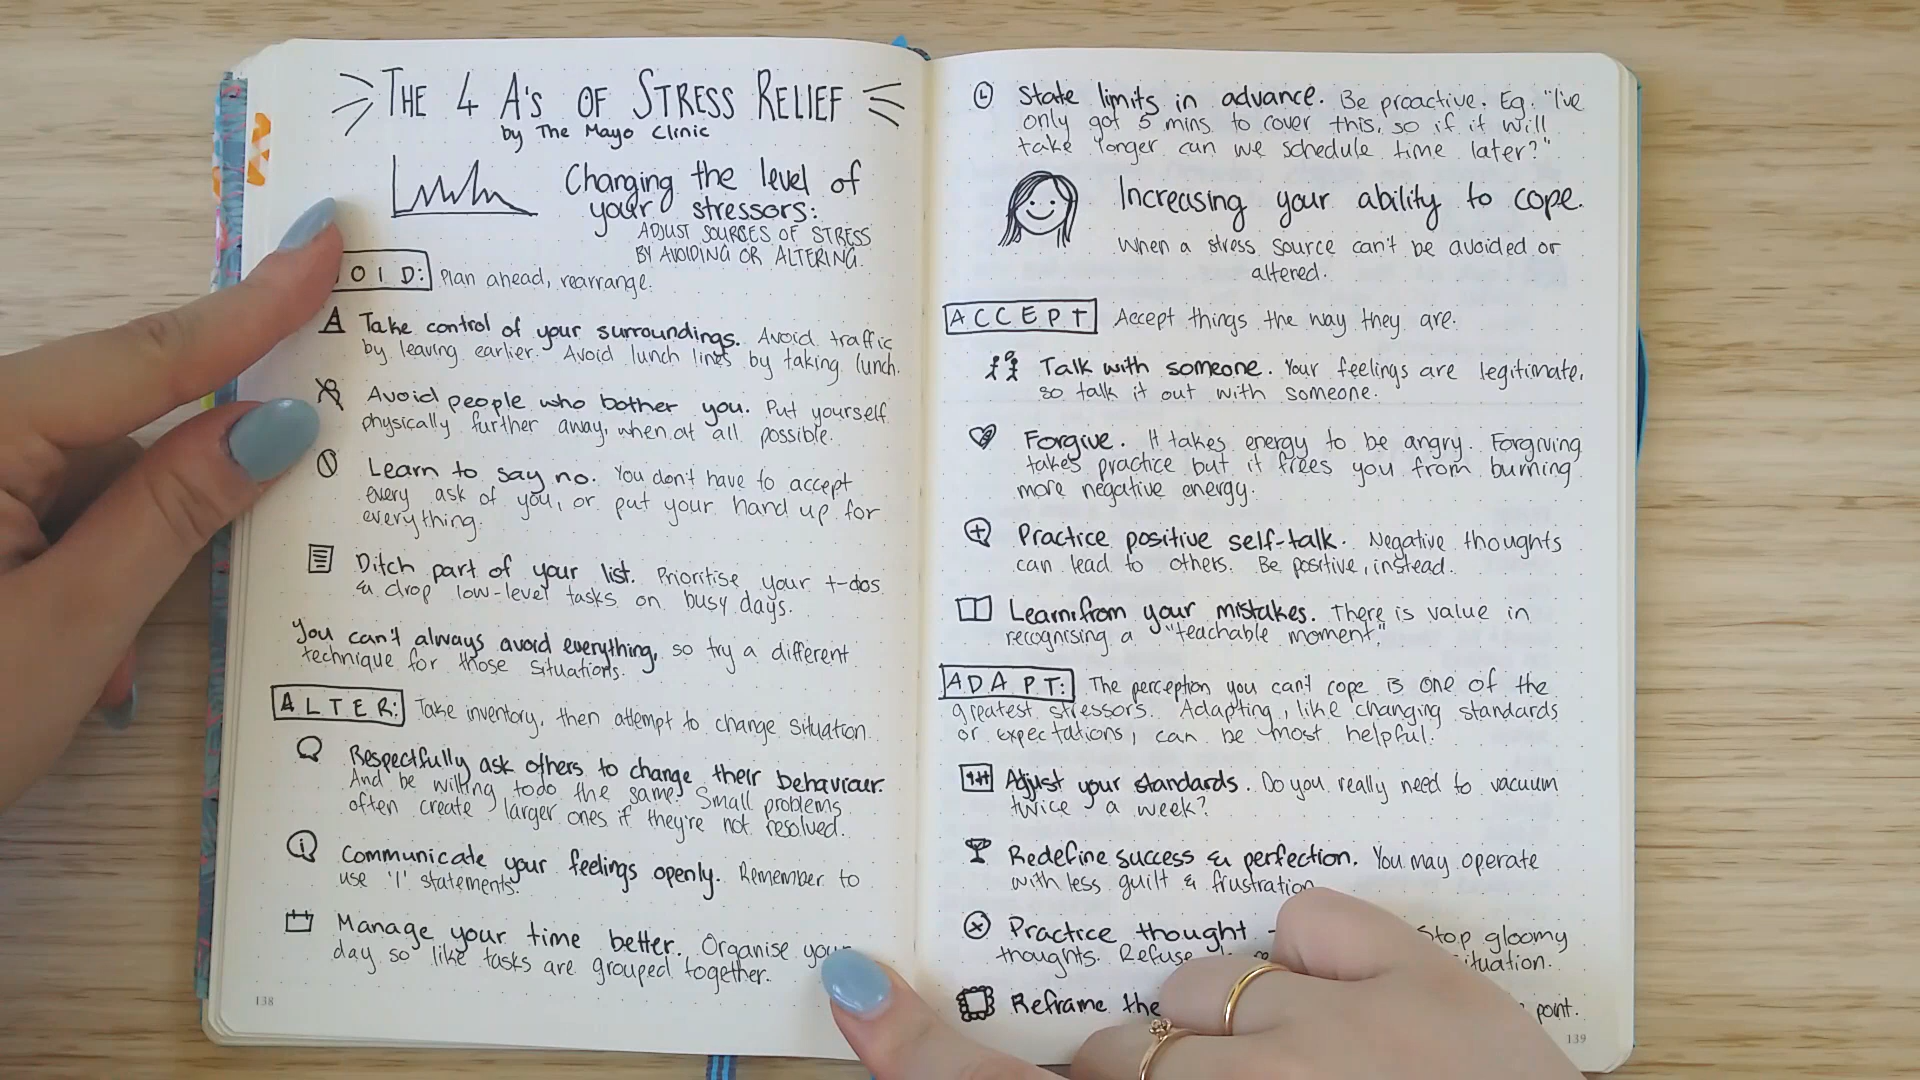 THE 4 A'S OF STRESS RELIEF
by The Mayo Clinic
Changing the level of
your stressors:
ADJUST SOURCES OF STRESS
BY AVOIDING OR ALTERING.
OID: Plan ahead, rearrange.
Take control of your surroundings. Avoid traffic
by leaving earlier. Avoid lunch lines by taking lunch.
Avoid people who bother you. Put yourself
physically further away, when at all possible.
Learn to say no. You don't have to accept
every ask of you, or put your hand up for
everything.
Ditch part of your list. Prioritise your t-dos
& drop low-level tasks on busy days.
You can't always avoid everything, so try a different
technique for those situations.
ALTER: Take inventory, then attempt to change situation.
Respectfully ask others to change their behaviour.
And be willing to do the same. Small problems
often create larger ones if they're not resolved.
Communicate your feelings openly. Remember to
use 'I' statements.
Manage your time better. Organise your
day so like tasks are grouped together.
138
State limits in advance. Be proactive. Eg. "I've
only got 5 mins to cover this, so if it will
take longer can we schedule time later?"
Increasing your ability to cope.
When a stress source can't be avoided or
altered.
ACCEPT Accept things the way they are.
Talk with someone. Your feelings are legitimate,
so talk it out with someone.
Forgive. It takes energy to be angry. Forgiving
takes practice but it frees you from burning
more negative energy.
Practice positive self-talk. Negative thoughts
can lead to others. Be positive, instead.
Learn from your mistakes. There is value in
recognising a "teachable moment."
ADAPT: The perception you can't cope is one of the
greatest stressors. Adapting, like changing standards
or expectations, can be most helpful.
Adjust your standards. Do you really need to vacuum
twice a week?
Redefine success & perfection. You may operate
with less guilt & frustration
Practice thought - Stop gloomy
thoughts. Refuse ituation.
Reframe the point.
139